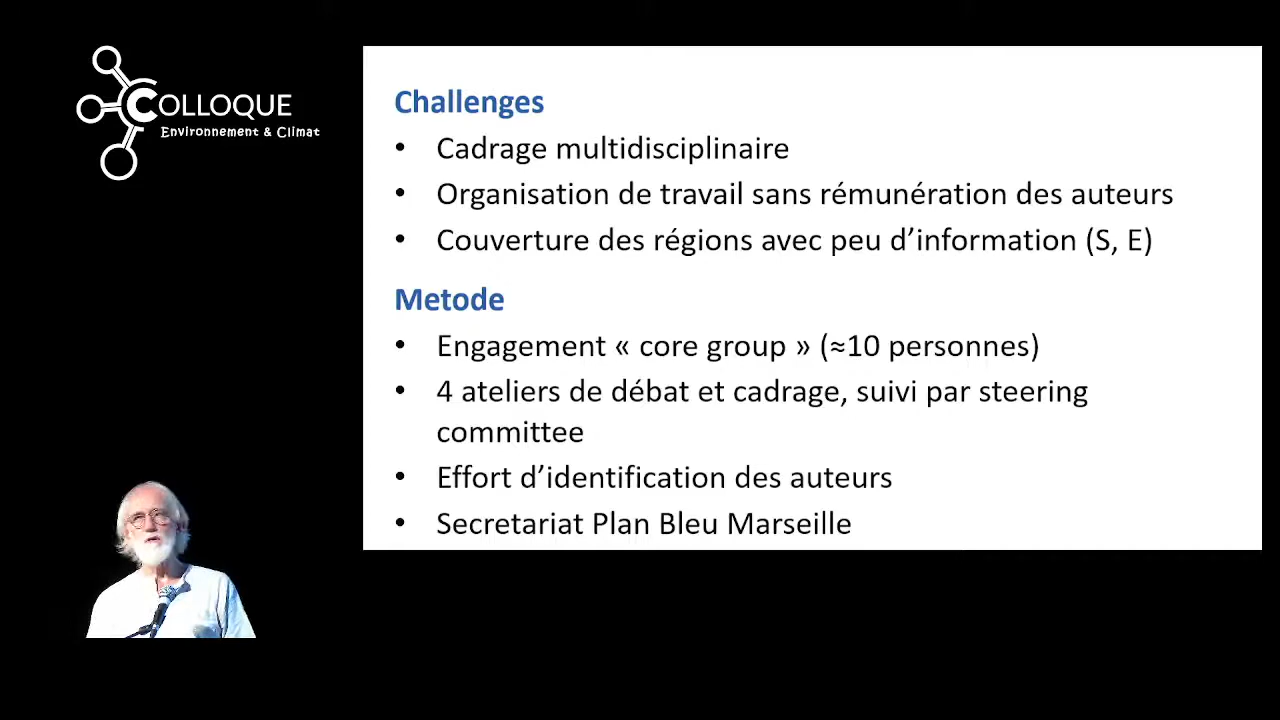 COLLOQUE
Environnement & Climat
Challenges
• Cadrage multidisciplinaire
• Organisation de travail sans rémunération des auteurs
• Couverture des régions avec peu d’information (S, E)
Metode
• Engagement « core group » (≈10 personnes)
• 4 ateliers de débat et cadrage, suivi par steering
committee
• Effort d’identification des auteurs
• Secretariat Plan Bleu Marseille